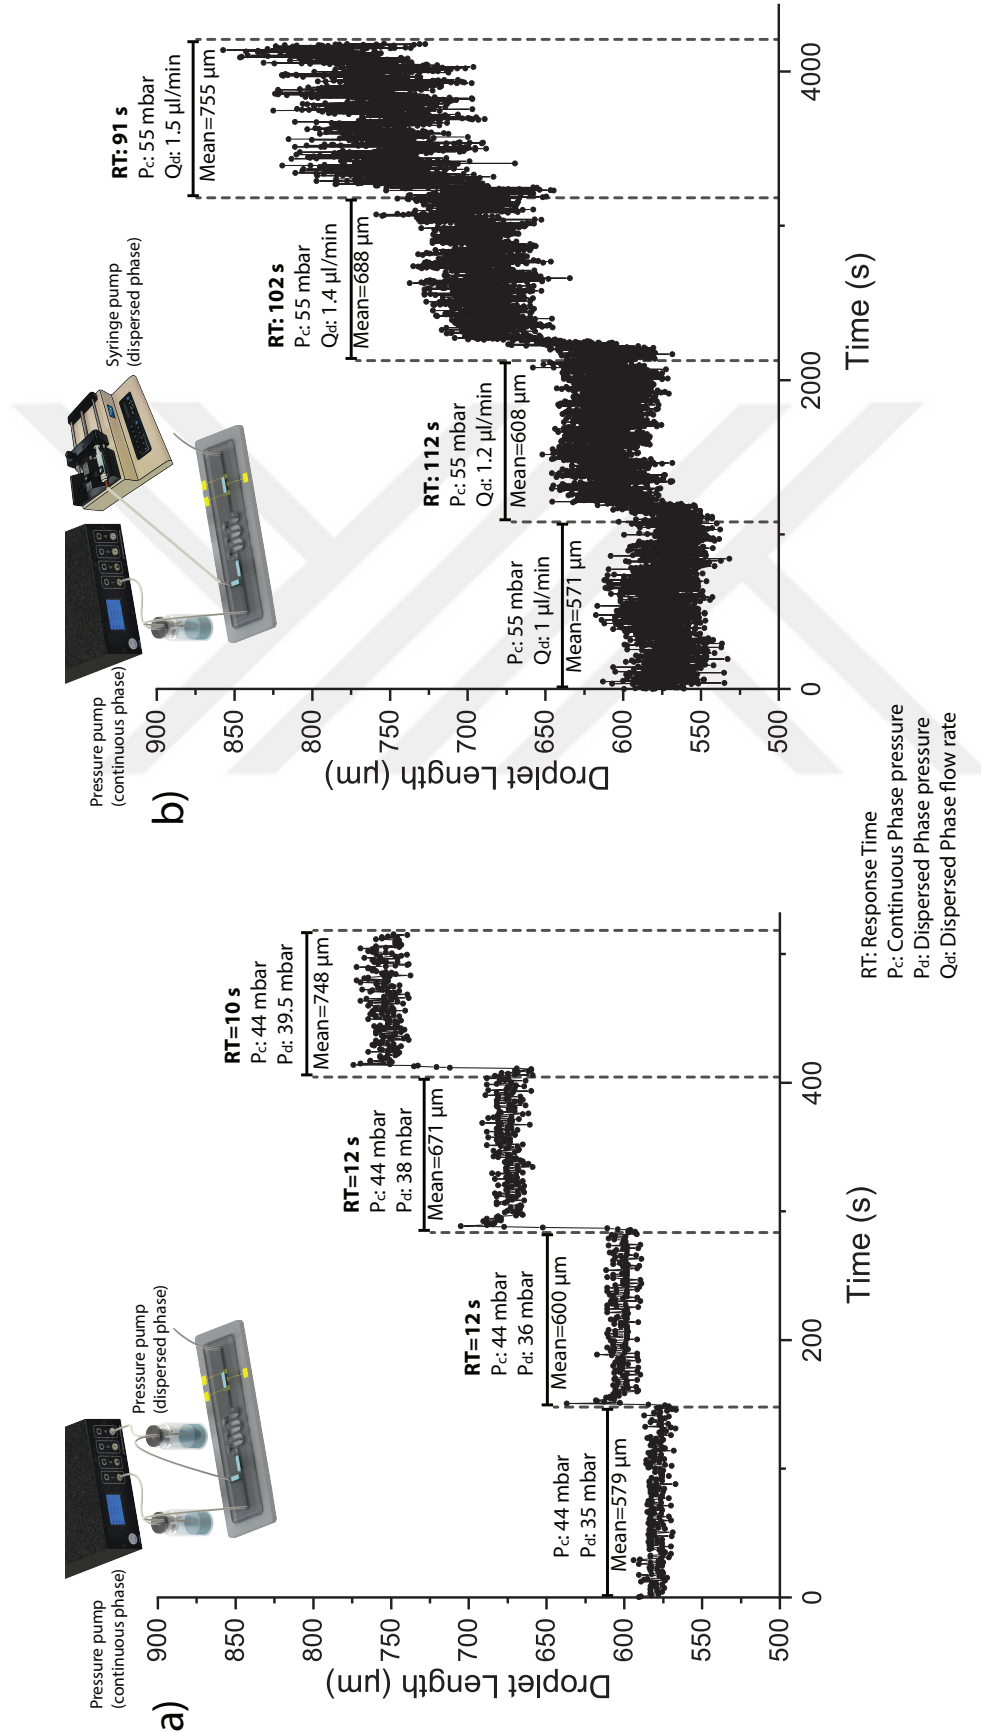 a)
Pressure pump
(continuous phase)
Pressure pump
(dispersed phase)
Droplet Length (μm)
900
850
800
750
700
650
600
550
500
Pc: 44 mbar
Pd: 35 mbar
Mean=579 μm
RT=12 s
Pc: 44 mbar
Pd: 36 mbar
Mean=600 μm
RT=12 s
Pc: 44 mbar
Pd: 38 mbar
Mean=671 μm
RT=10 s
Pc: 44 mbar
Pd: 39.5 mbar
Mean=748 μm
0
200
400
Time (s)
b)
Pressure pump
(continuous phase)
Syringe pump
(dispersed phase)
Droplet Length (μm)
900
850
800
750
700
650
600
550
500
Pc: 55 mbar
Qd: 1 μl/min
Mean=571 μm
RT: 112 s
Pc: 55 mbar
Qd: 1.2 μl/min
Mean=608 μm
RT: 102 s
Pc: 55 mbar
Qd: 1.4 μl/min
Mean=688 μm
RT: 91 s
Pc: 55 mbar
Qd: 1.5 μl/min
Mean=755 μm
0
2000
4000
Time (s)
RT: Response Time
Pc: Continuous Phase pressure
Pd: Dispersed Phase pressure
Qd: Dispersed Phase flow rate